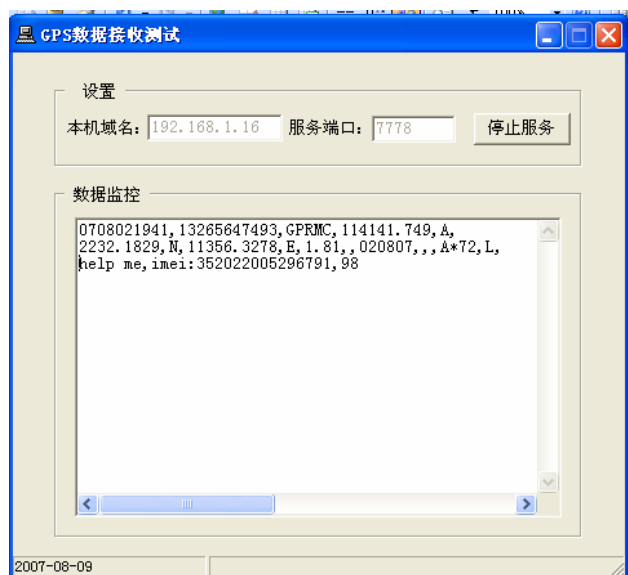 GPS数据接收测试
设置
本机域名: 192.168.1.16 服务端口: 7778 停止服务
数据监控
0708021941,13265647493,GPRMC,114141.749,A,
2232.1829,N,11356.3278,E,1.81,,020807,,,A*72,L,
help me,imei:352022005296791,98
2007-08-09